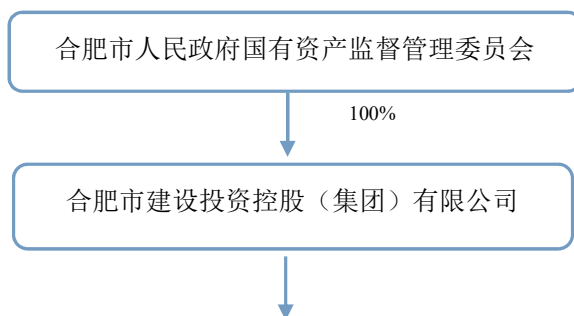 合肥市人民政府国有资产监督管理委员会
100%
合肥市建设投资控股（集团）有限公司